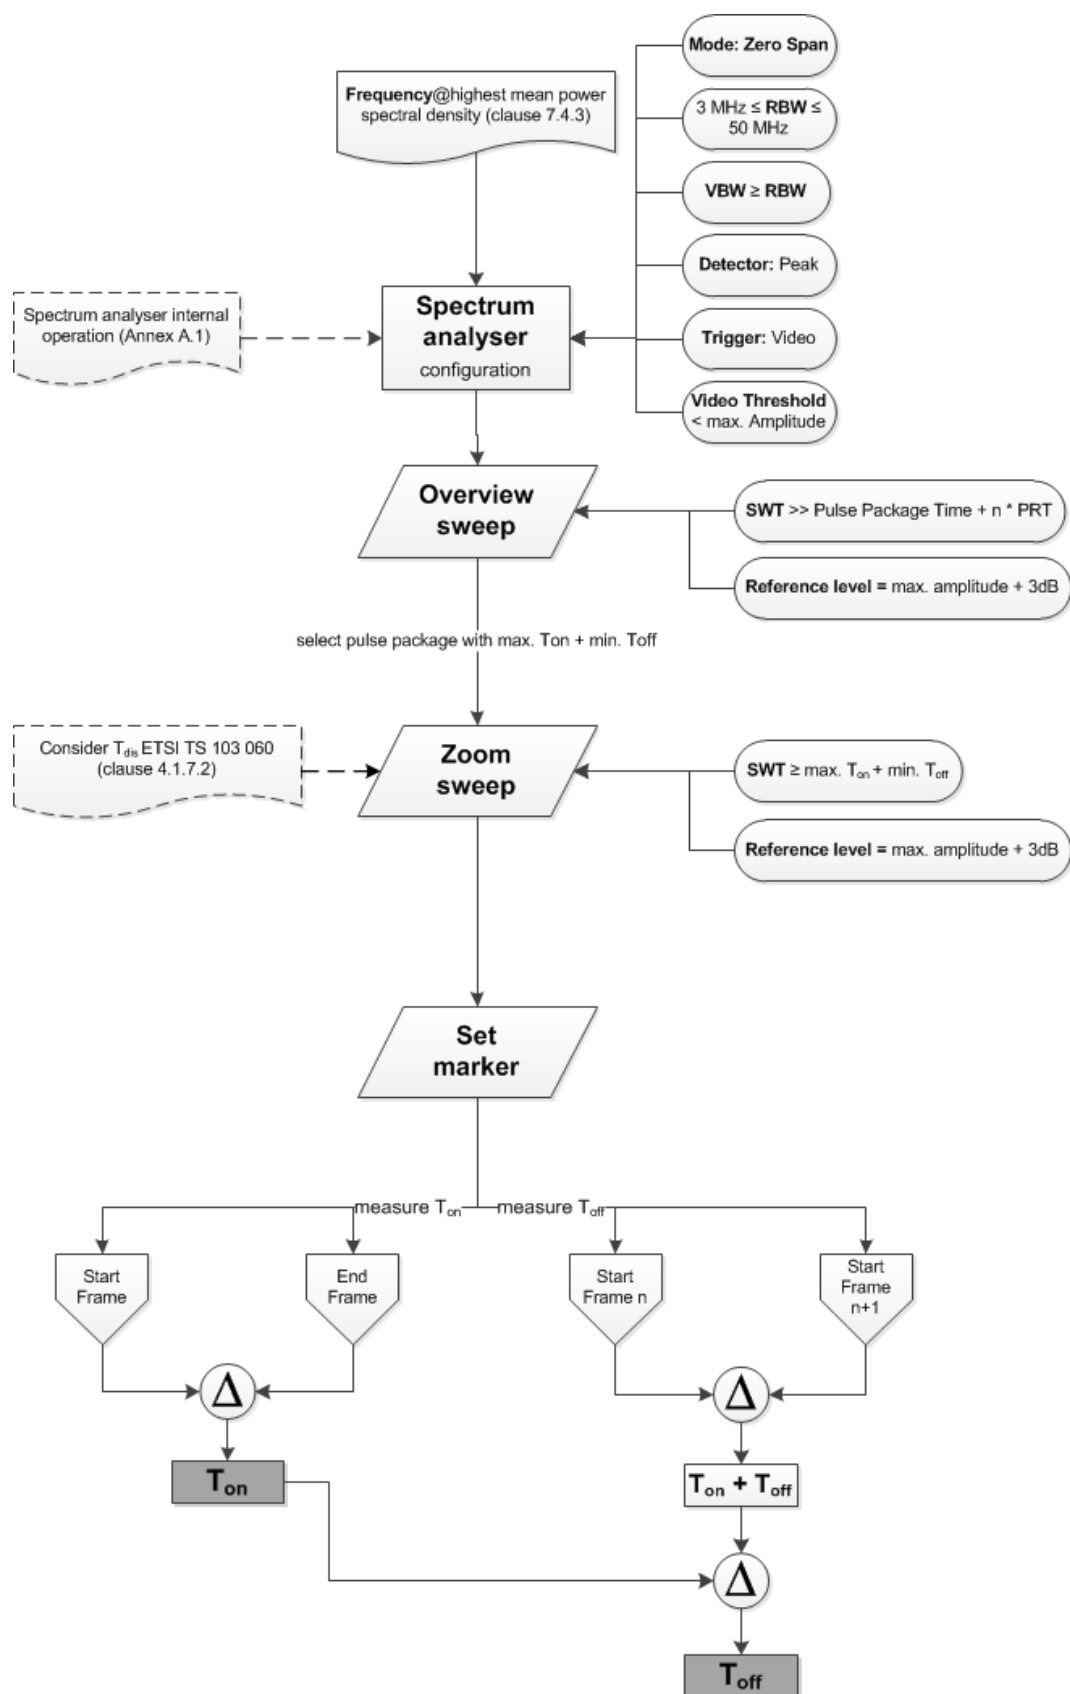 Mode: Zero Span
Frequency@highest mean power
spectral density (clause 7.4.3)
3 MHz ≤ RBW ≤
50 MHz
VBW ≥ RBW
Detector: Peak
Spectrum analyser internal
operation (Annex A.1)
Spectrum
analyser
configuration
Trigger: Video
Video Threshold
< max. Amplitude
Overview
sweep
SWT >> Pulse Package Time + n * PRT
Reference level = max. amplitude + 3dB
select pulse package with max. Ton + min. Toff
Consider Tdis ETSI TS 103 060
(clause 4.1.7.2)
Zoom
sweep
SWT ≥ max. Ton + min. Toff
Reference level = max. amplitude + 3dB
Set
marker
measure Ton
measure Toff
Start
Frame
End
Frame
Start
Frame n
Start
Frame
n+1
Δ
Δ
Ton
Ton + Toff
Δ
Toff